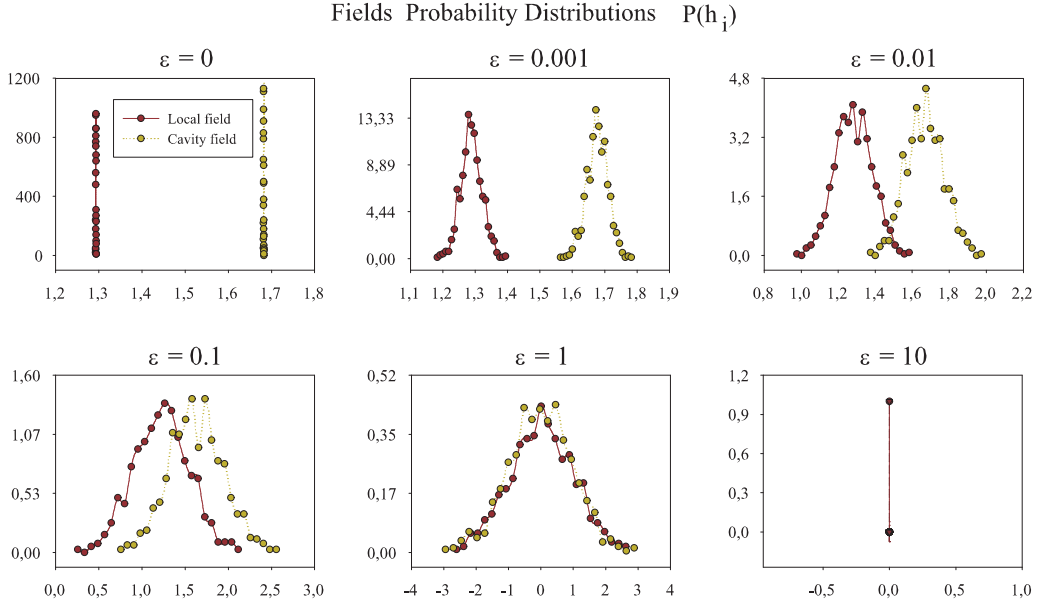 Fields Probability Distributions P(h i)
ε = 0
ε = 0.001
ε = 0.01
1200
800
400
0
Local field
Cavity field
1,2 1,3 1,4 1,5 1,6 1,7 1,8
13,33
8,89
4,44
0,00
1,1 1,2 1,3 1,4 1,5 1,6 1,7 1,8 1,9
4,8
3,2
1,6
0,0
0,8 1,0 1,2 1,4 1,6 1,8 2,0 2,2
ε = 0.1
ε = 1
ε = 10
1,60
1,07
0,53
0,00
0,0 0,5 1,0 1,5 2,0 2,5 3,0
0,52
0,35
0,17
0,00
-4 -3 -2 -1 0 1 2 3 4
1,2
0,9
0,6
0,3
0,0
-0,5 0,0 0,5 1,0